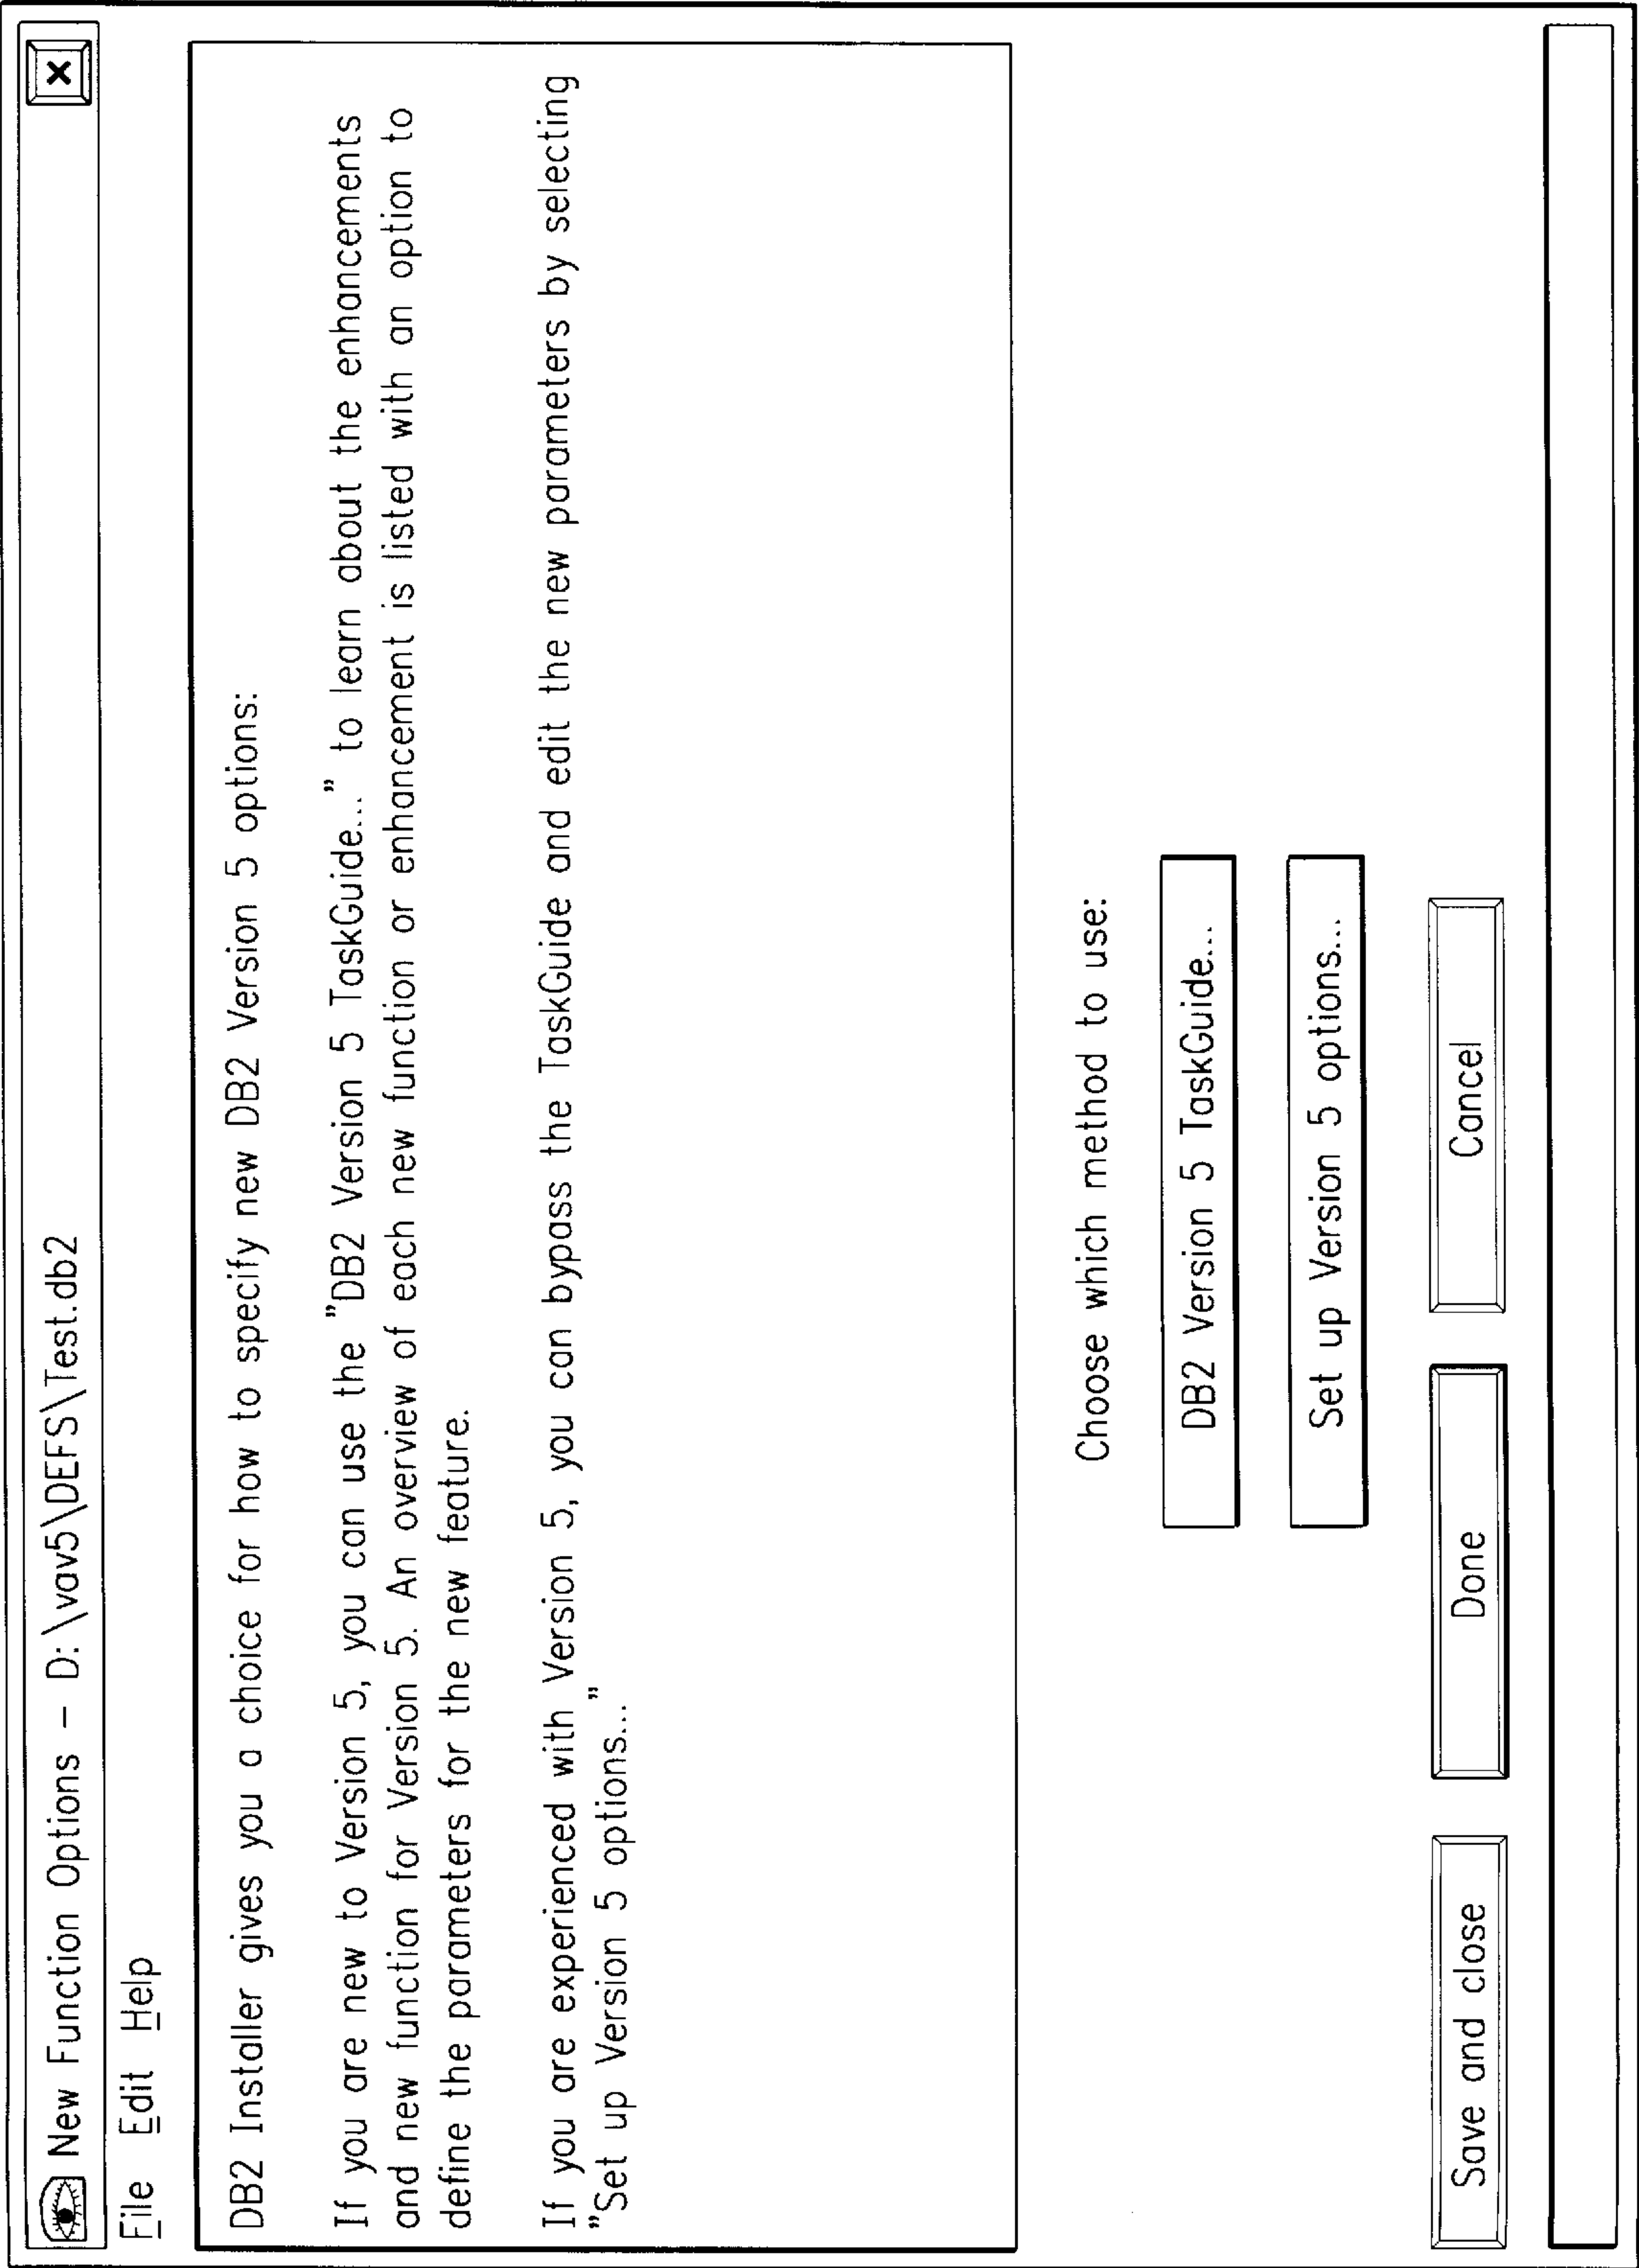 New Function Options – D:\vav5\DEFS\Test.db2
File Edit Help
DB2 Installer gives you a choice for how to specify new DB2 Version 5 options:
If you are new to Version 5, you can use the "DB2 Version 5 TaskGuide..." to learn about the enhancements
and new function for Version 5. An overview of each new function or enhancement is listed with an option to
define the parameters for the new feature.
If you are experienced with Version 5, you can bypass the TaskGuide and edit the new parameters by selecting
"Set up Version 5 options..."
Choose which method to use:
DB2 Version 5 TaskGuide...
Set up Version 5 options...
Save and close Done Cancel